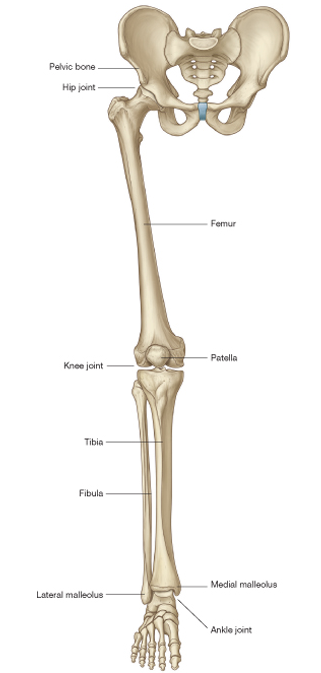 Pelvic bone
Hip joint
Femur
Patella
Knee joint
Tibia
Fibula
Medial malleolus
Lateral malleolus
Ankle joint